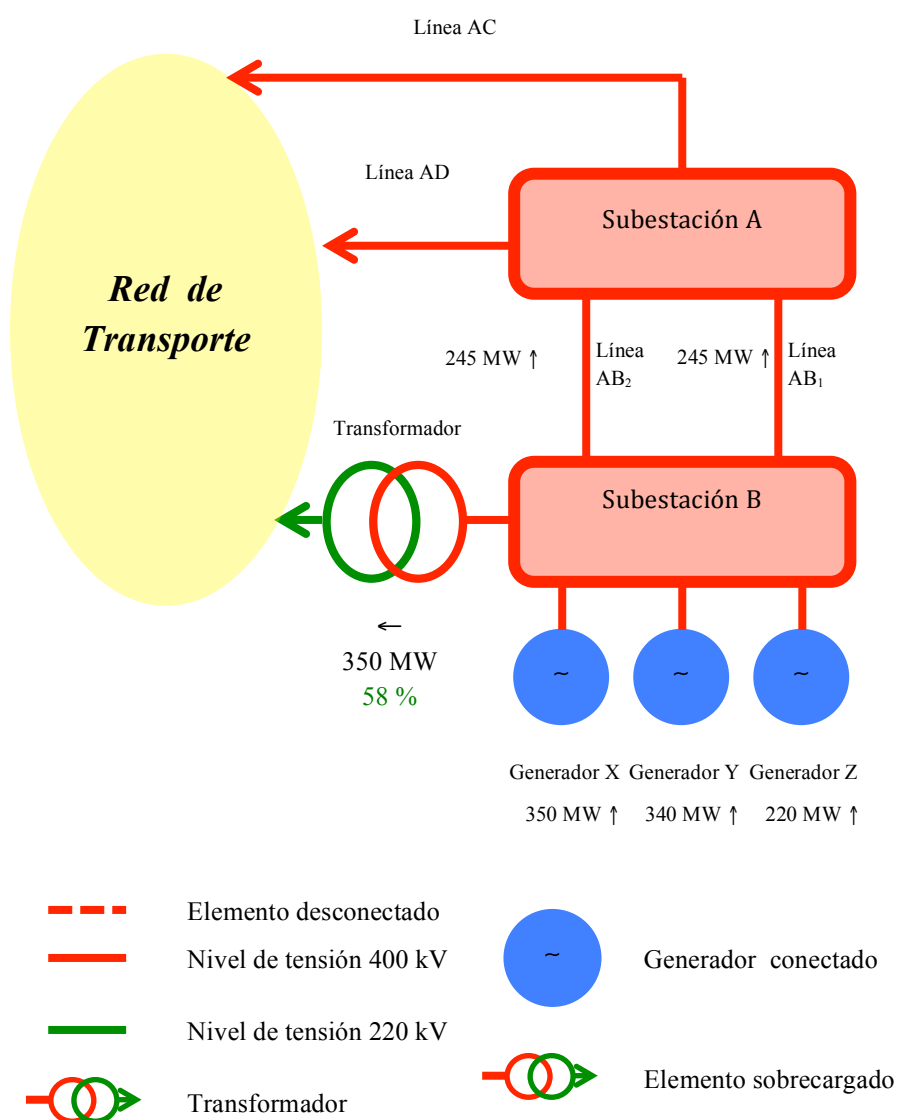 Línea AC
Línea AD
Subestación A
Red de
Transporte
245 MW ↑
Línea
AB₂
245 MW ↑
Línea
AB₁
Transformador
Subestación B
←
350 MW
58 %
~
~
~
Generador X
Generador Y
Generador Z
350 MW ↑
340 MW ↑
220 MW ↑
Elemento desconectado
Nivel de tensión 400 kV
~
Generador conectado
Nivel de tensión 220 kV
Elemento sobrecargado
Transformador